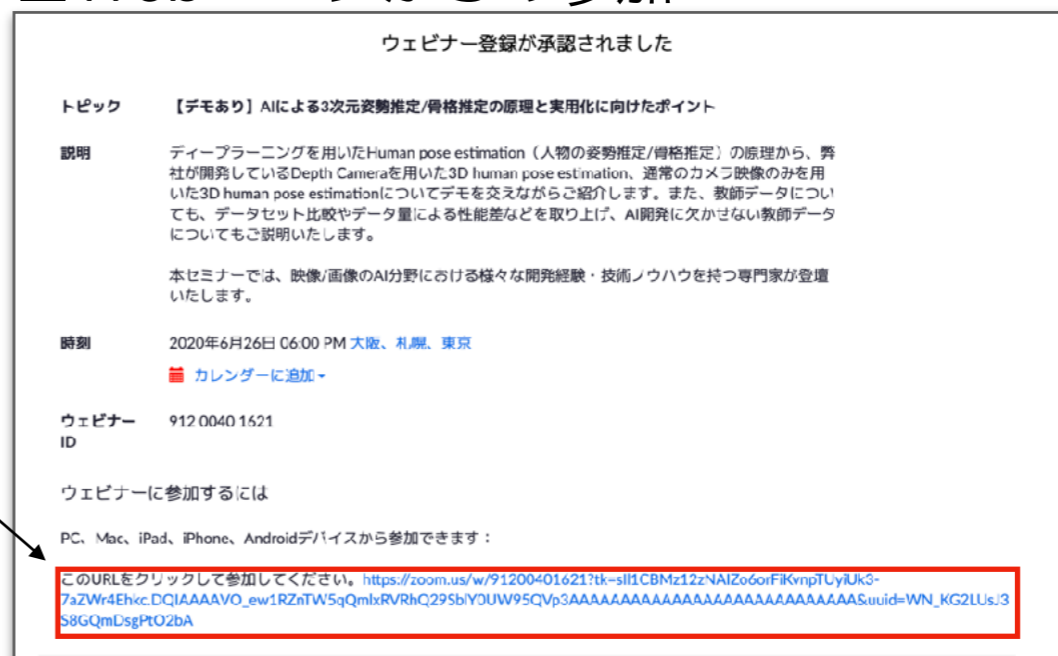 ウェビナー登録が承認されました
トピック 【デモあり】AIによる3次元姿勢推定/骨格推定の原理と実用化に向けたポイント
説明 ディープラーニングを用いたHuman pose estimation（人物の姿勢推定/骨格推定）の原理から、弊
社が開発しているDepth Cameraを用いた3D human pose estimation、通常のカメラ映像のみを用
いた3D human pose estimationについてデモを交えながらご紹介します。また、教師データについ
ても、データセット比較やデータ量による性能差などを取り上げ、AI開発に欠かせない教師データ
についてもご説明いたします。
本セミナーでは、映像/画像のAI分野における様々な開発経験・技術ノウハウを持つ専門家が登壇
いたします。
時刻 2020年6月26日 06:00 PM 大阪、札幌、東京
カレンダーに追加
ウェビナー 912 0040 1621
ID
ウェビナーに参加するには
PC、Mac、iPad、iPhone、Androidデバイスから参加できます：
このURLをクリックして参加してください。